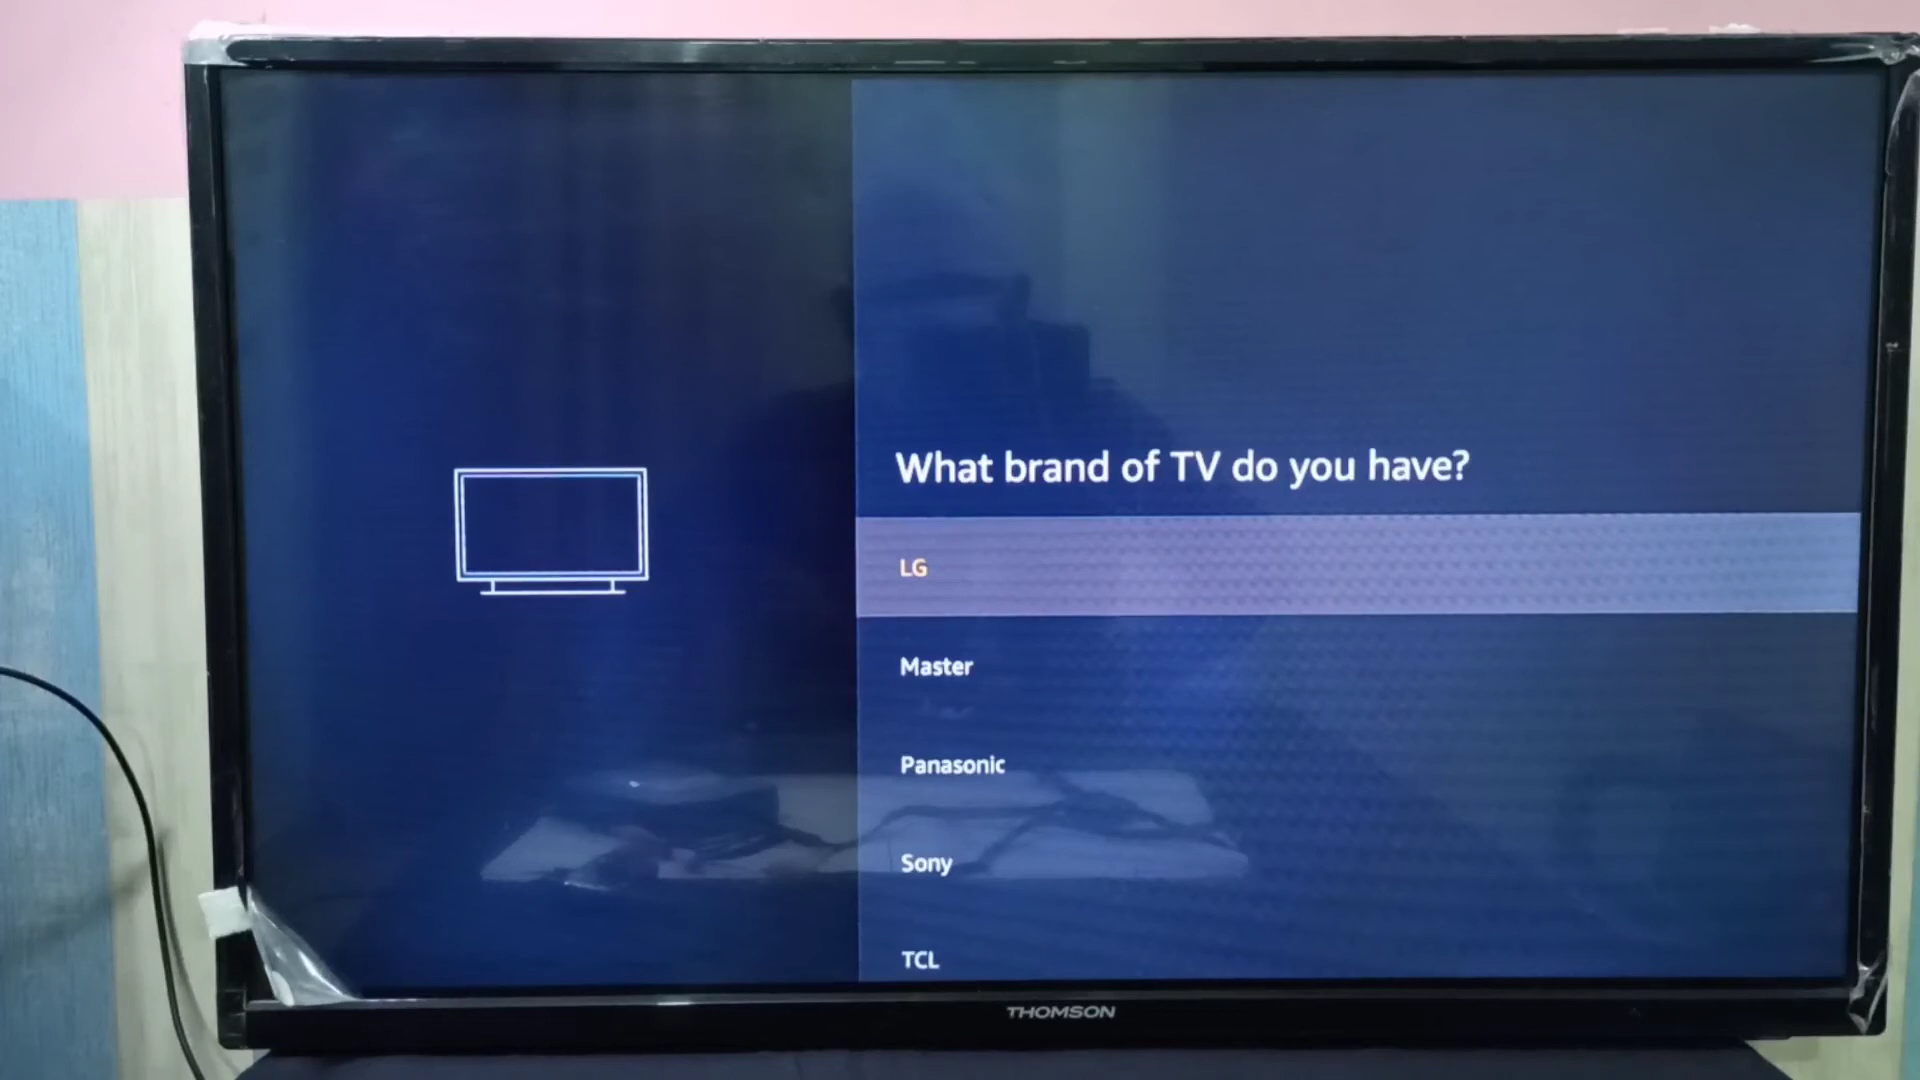 What brand of TV do you have?
LG
Master
Panasonic
Sony
TCL
THOMSON